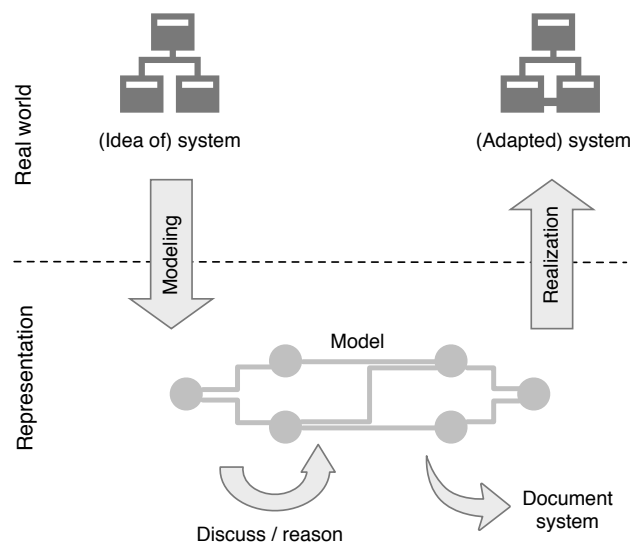 Real world
(Idea of) system
(Adapted) system
Modeling
Realization
Representation
Model
Discuss / reason
Document
system